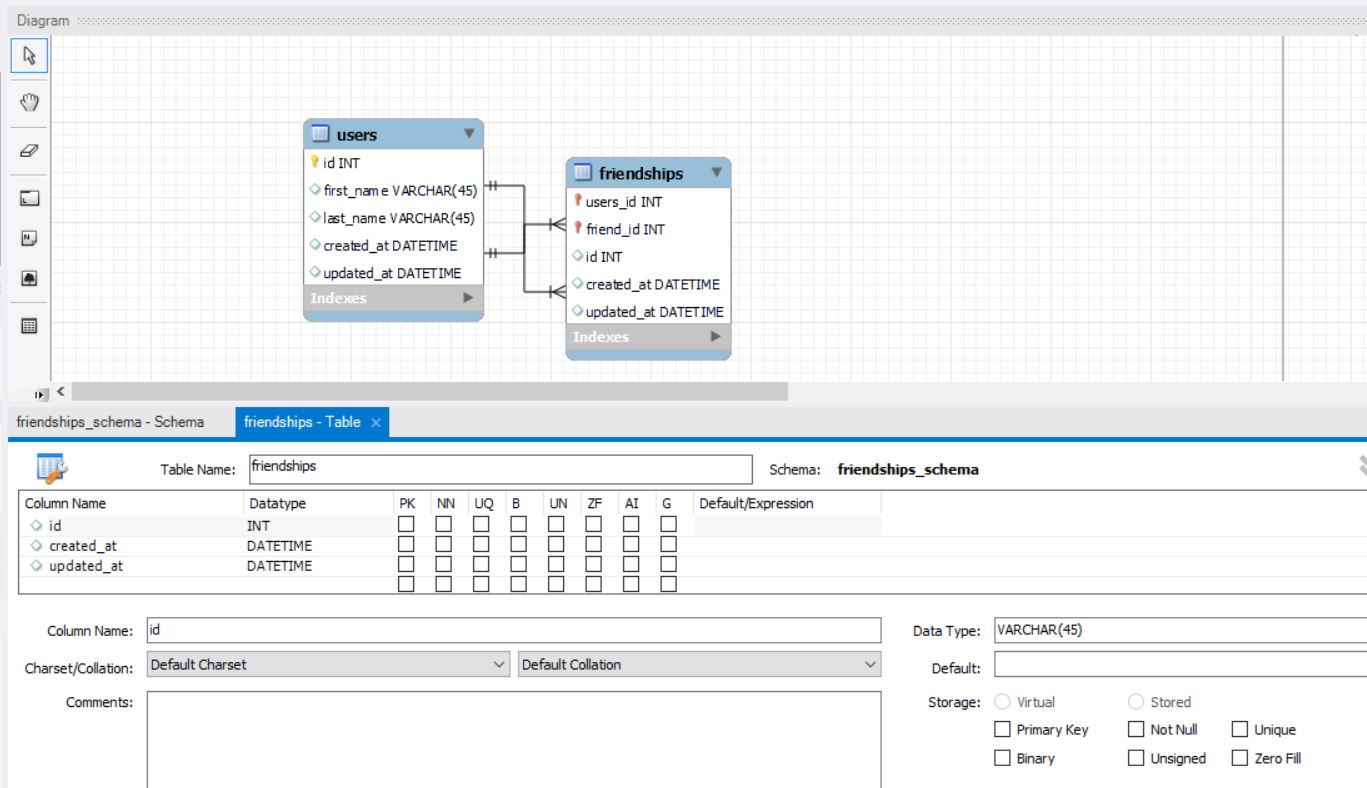 Diagram
users
id INT
first_name VARCHAR(45)
last_name VARCHAR(45)
created_at DATETIME
updated_at DATETIME
Indexes
friendships
users_id INT
friend_id INT
id INT
created_at DATETIME
updated_at DATETIME
Indexes
friendships_schema - Schema
friendships - Table
Table Name: friendships Schema: friendships_schema
Column Name Datatype PK NN UQ B UN ZF AI G Default/Expression
id INT
created_at DATETIME
updated_at DATETIME
Column Name: id Data Type: VARCHAR(45)
Charset/Collation: Default Charset Default Collation Default:
Comments: Storage: Virtual Stored
Primary Key Not Null Unique
Binary Unsigned Zero Fill